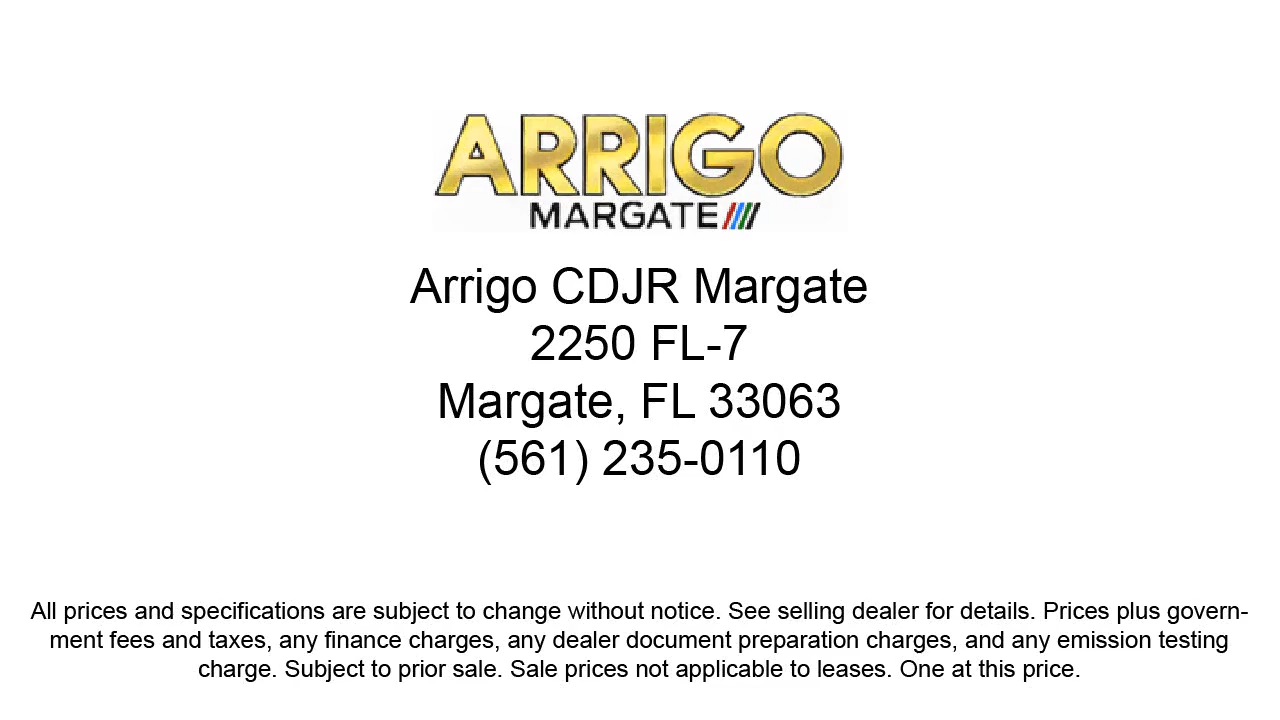 ARRIGO
MARGATE
Arrigo CDJR Margate
2250 FL-7
Margate, FL 33063
(561) 235-0110
All prices and specifications are subject to change without notice. See selling dealer for details. Prices plus govern-
ment fees and taxes, any finance charges, any dealer document preparation charges, and any emission testing
charge. Subject to prior sale. Sale prices not applicable to leases. One at this price.